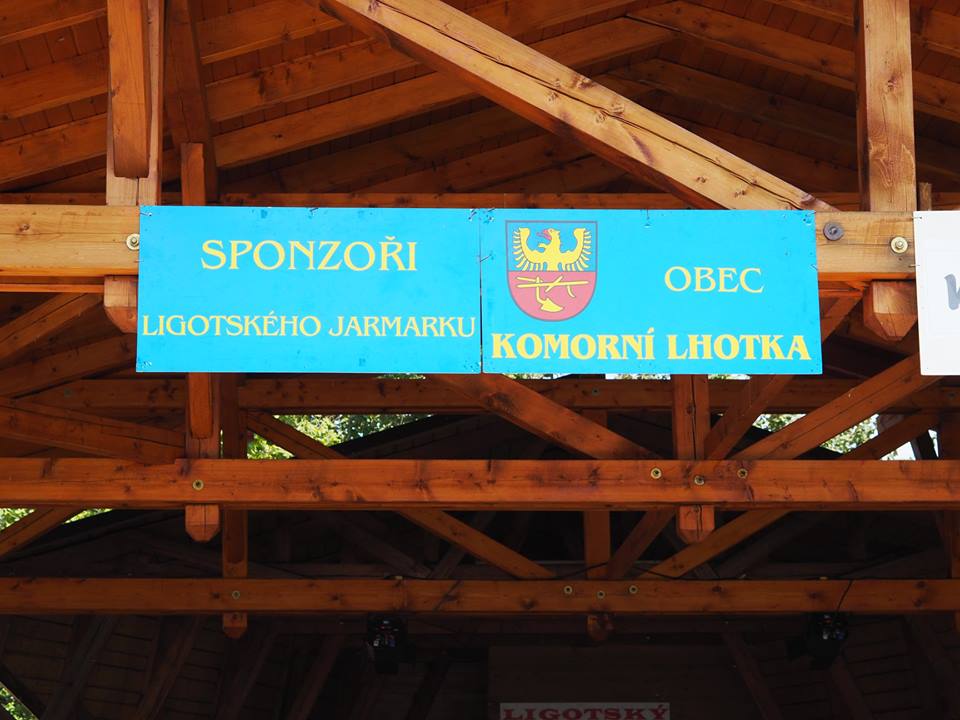 SPONZOŘI
LIGOTSKÉHO JARMARKU
OBEC
KOMORNÍ LHOTKA
LIGOTSKÝ